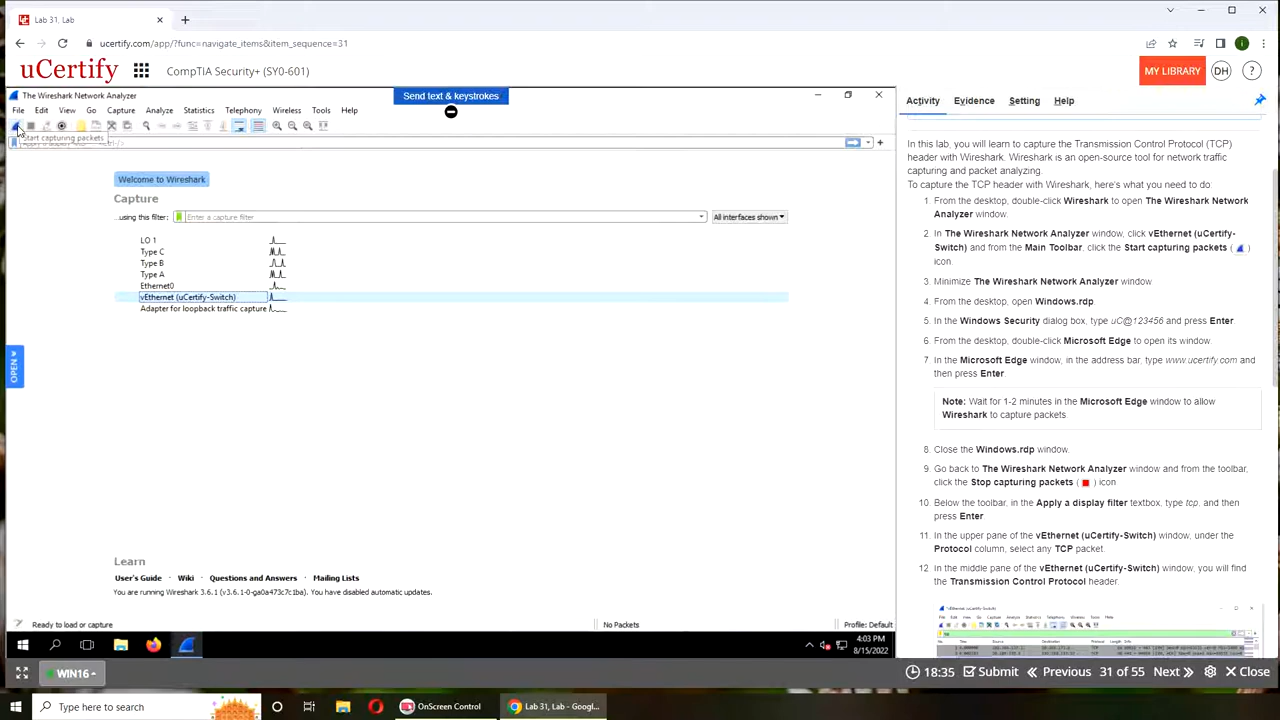 Lab 31, Lab
ucertify.com/app/?func=navigate_items&item_sequence=31
uCertify
CompTIA Security+ (SY0-601)
MY LIBRARY
DH
The Wireshark Network Analyzer
Send text & keystrokes
File Edit View Go Capture Analyze Statistics Telephony Wireless Tools Help
Start capturing packets
Welcome to Wireshark
Capture
...using this filter: Enter a capture filter All interfaces shown
LO 1
Type C
Type B
Type A
Ethernet0
vEthernet (uCertify-Switch)
Adapter for loopback traffic capture
OPEN
Learn
User's Guide · Wiki · Questions and Answers · Mailing Lists
You are running Wireshark 3.6.1 (v3.6.1-0-ga0a473c7c1ba). You have disabled automatic updates.
Ready to load or capture No Packets Profile: Default
4:03 PM
8/15/2022
WIN16
Activity Evidence Setting Help
In this lab, you will learn to capture the Transmission Control Protocol (TCP)
header with Wireshark. Wireshark is an open-source tool for network traffic
capturing and packet analyzing.
To capture the TCP header with Wireshark, here's what you need to do:
1. From the desktop, double-click Wireshark to open The Wireshark Network
Analyzer window.
2. In The Wireshark Network Analyzer window, click vEthernet (uCertify-
Switch) and from the Main Toolbar, click the Start capturing packets ( )
icon.
3. Minimize The Wireshark Network Analyzer window
4. From the desktop, open Windows.rdp.
5. In the Windows Security dialog box, type uC@123456 and press Enter.
6. From the desktop, double-click Microsoft Edge to open its window.
7. In the Microsoft Edge window, in the address bar, type www.ucertify.com and
then press Enter.
Note: Wait for 1-2 minutes in the Microsoft Edge window to allow
Wireshark to capture packets.
8. Close the Windows.rdp window.
9. Go back to The Wireshark Network Analyzer window and from the toolbar,
click the Stop capturing packets ( ) icon
10. Below the toolbar, in the Apply a display filter textbox, type tcp, and then
press Enter.
11. In the upper pane of the vEthernet (uCertify-Switch) window, under the
Protocol column, select any TCP packet.
12. In the middle pane of the vEthernet (uCertify-Switch) window, you will find
the Transmission Control Protocol header.
18:35 Submit Previous 31 of 55 Next Close
Type here to search
OnScreen Control
Lab 31, Lab - Googl...